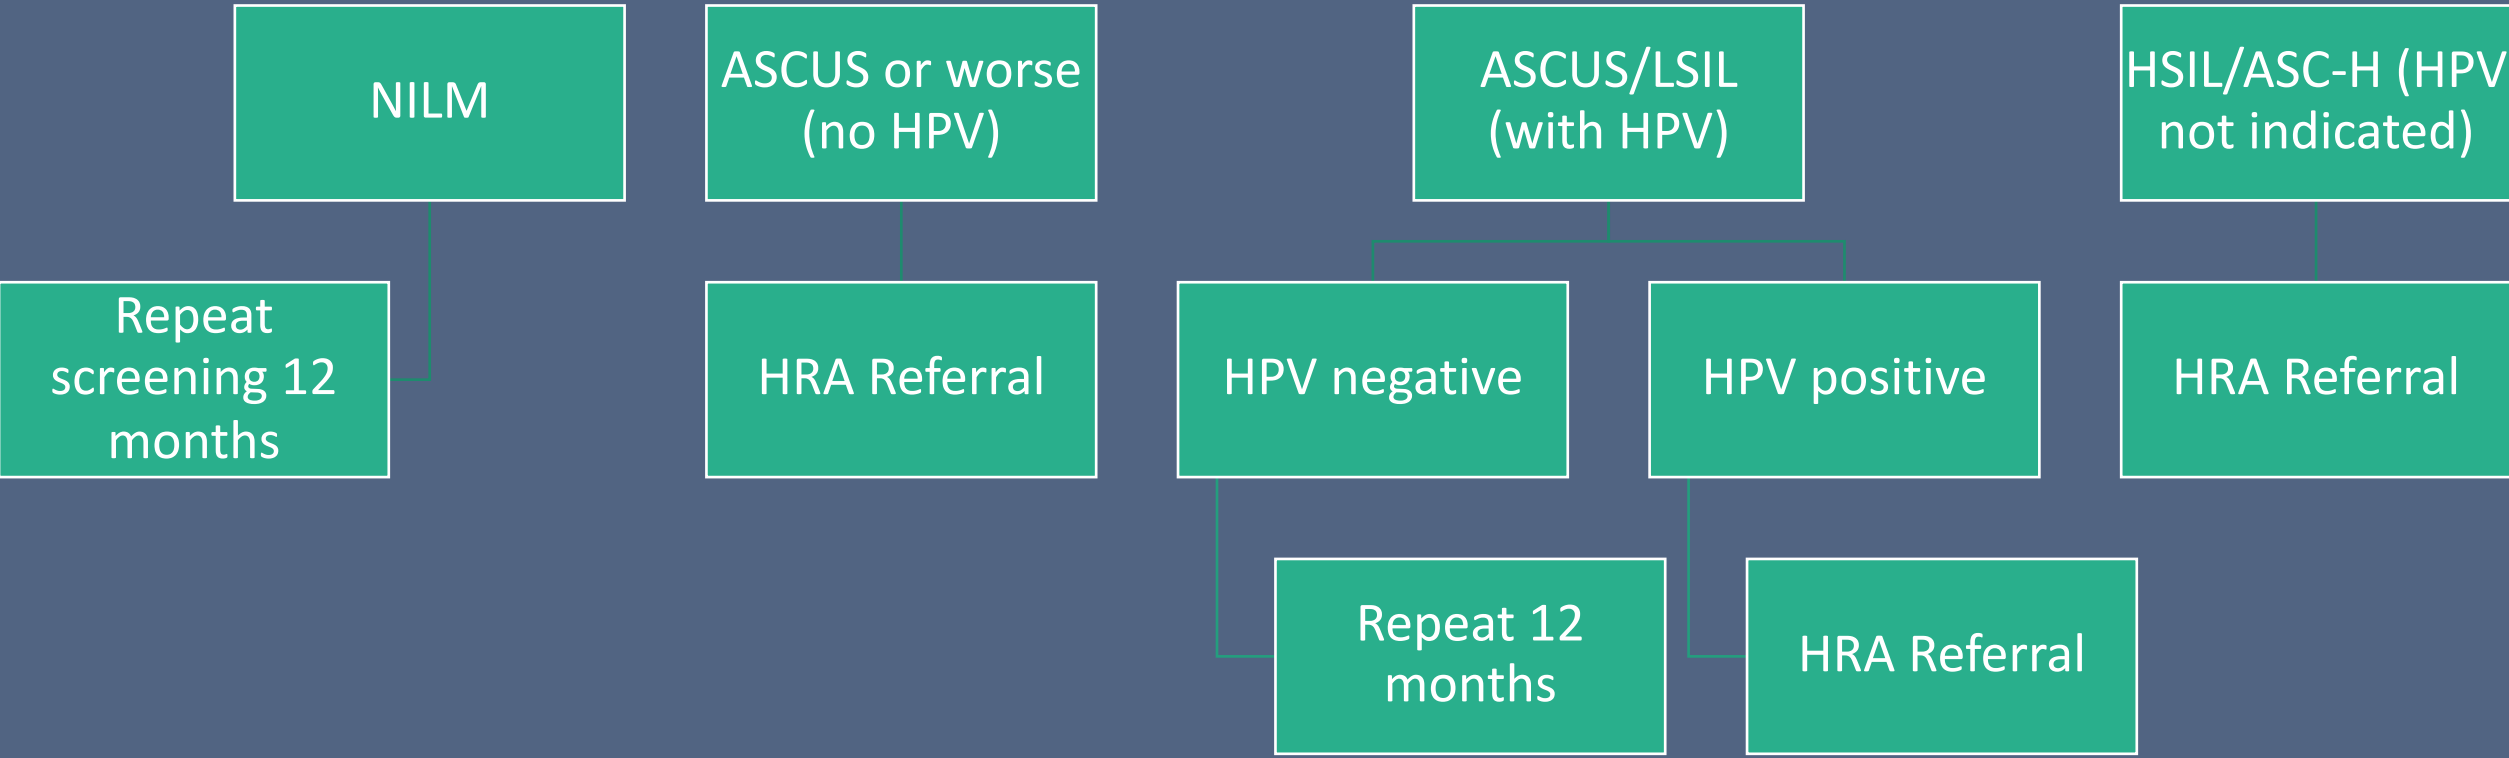 NILM
ASCUS or worse
(no HPV)
ASCUS/LSIL
(with HPV)
HSIL/ASC-H (HPV
not indicated)
Repeat
screening 12
months
HRA Referral
HPV negative
HPV positive
HRA Referral
Repeat 12
months
HRA Referral